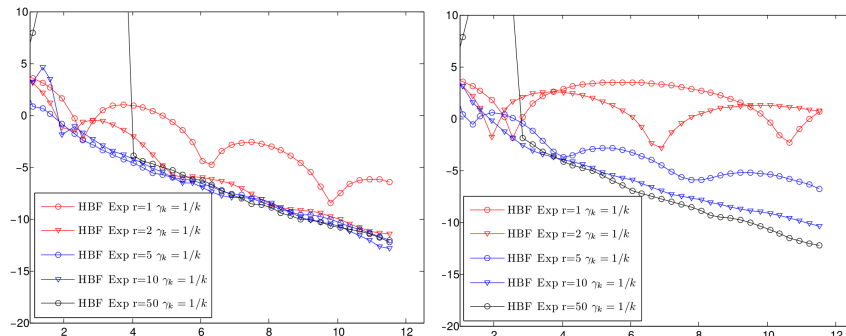 10
5
0
−5
−10
−15
−20
2
4
6
8
10
12
HBF Exp r=1 γₖ = 1/k
HBF Exp r=2 γₖ = 1/k
HBF Exp r=5 γₖ = 1/k
HBF Exp r=10 γₖ = 1/k
HBF Exp r=50 γₖ = 1/k
10
5
0
−5
−10
−15
−20
2
4
6
8
10
12
HBF Exp r=1 γₖ = 1/k
HBF Exp r=2 γₖ = 1/k
HBF Exp r=5 γₖ = 1/k
HBF Exp r=10 γₖ = 1/k
HBF Exp r=50 γₖ = 1/k